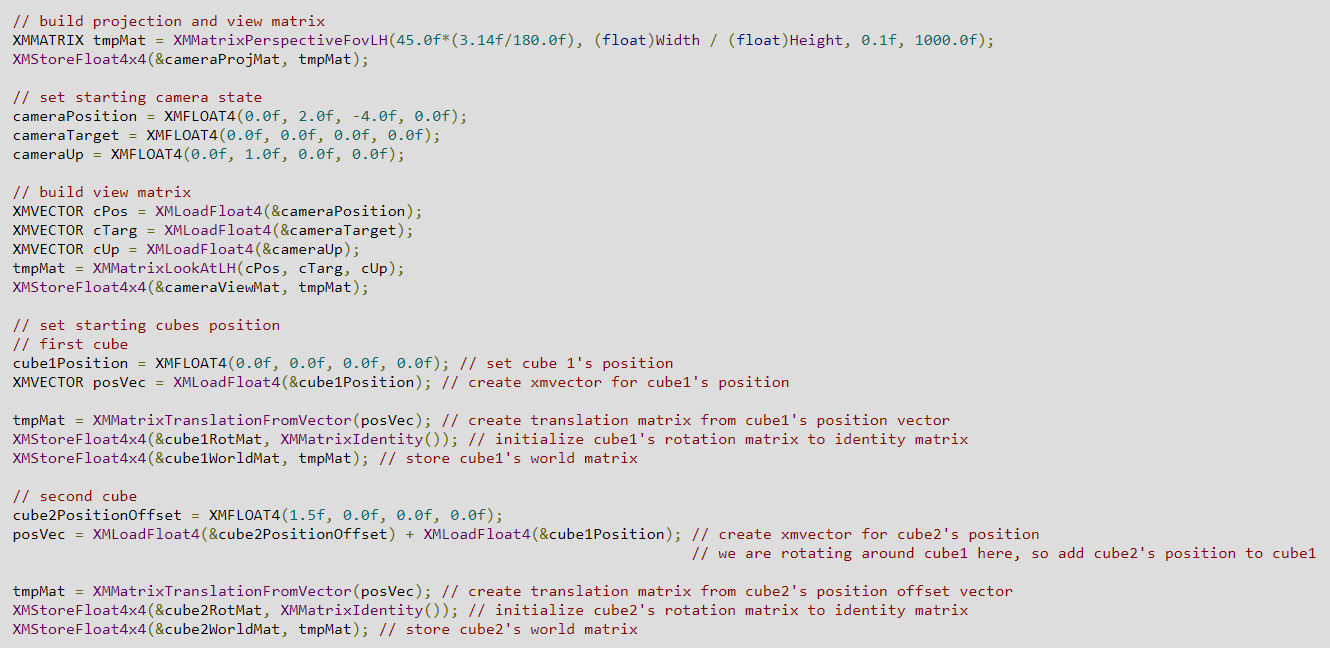 // build projection and view matrix
XMMATRIX tmpMat = XMMatrixPerspectiveFovLH(45.0f*(3.14f/180.0f), (float)Width / (float)Height, 0.1f, 1000.0f);
XMStoreFloat4x4(&cameraProjMat, tmpMat);

// set starting camera state
cameraPosition = XMFLOAT4(0.0f, 2.0f, -4.0f, 0.0f);
cameraTarget = XMFLOAT4(0.0f, 0.0f, 0.0f, 0.0f);
cameraUp = XMFLOAT4(0.0f, 1.0f, 0.0f, 0.0f);

// build view matrix
XMVECTOR cPos = XMLoadFloat4(&cameraPosition);
XMVECTOR cTarg = XMLoadFloat4(&cameraTarget);
XMVECTOR cUp = XMLoadFloat4(&cameraUp);
tmpMat = XMMatrixLookAtLH(cPos, cTarg, cUp);
XMStoreFloat4x4(&cameraViewMat, tmpMat);

// set starting cubes position
// first cube
cube1Position = XMFLOAT4(0.0f, 0.0f, 0.0f, 0.0f); // set cube 1's position
XMVECTOR posVec = XMLoadFloat4(&cube1Position); // create xmvector for cube1's position

tmpMat = XMMatrixTranslationFromVector(posVec); // create translation matrix from cube1's position vector
XMStoreFloat4x4(&cube1RotMat, XMMatrixIdentity()); // initialize cube1's rotation matrix to identity matrix
XMStoreFloat4x4(&cube1WorldMat, tmpMat); // store cube1's world matrix

// second cube
cube2PositionOffset = XMFLOAT4(1.5f, 0.0f, 0.0f, 0.0f);
posVec = XMLoadFloat4(&cube2PositionOffset) + XMLoadFloat4(&cube1Position); // create xmvector for cube2's position
// we are rotating around cube1 here, so add cube2's position to cube1

tmpMat = XMMatrixTranslationFromVector(posVec); // create translation matrix from cube2's position offset vector
XMStoreFloat4x4(&cube2RotMat, XMMatrixIdentity()); // initialize cube2's rotation matrix to identity matrix
XMStoreFloat4x4(&cube2WorldMat, tmpMat); // store cube2's world matrix